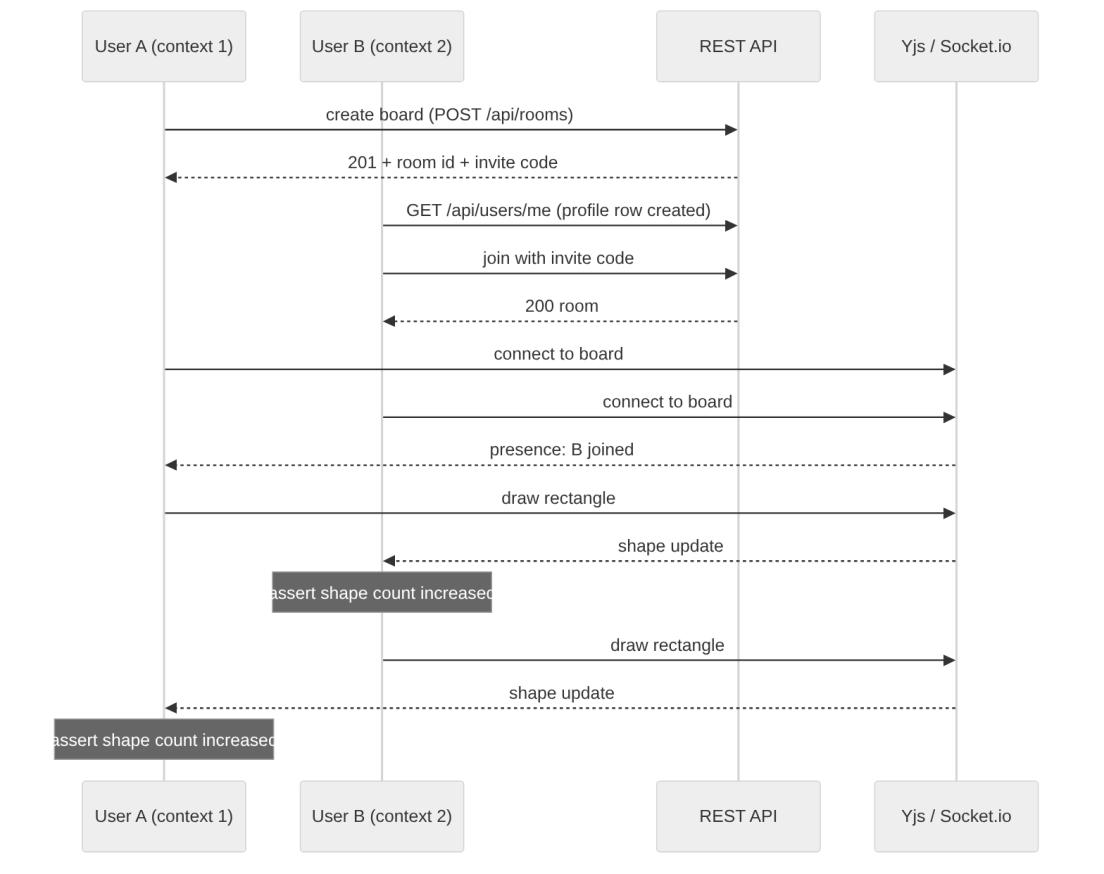 User A (context 1)
User B (context 2)
REST API
Yjs / Socket.io
create board (POST /api/rooms)
201 + room id + invite code
GET /api/users/me (profile row created)
join with invite code
200 room
connect to board
connect to board
presence: B joined
draw rectangle
shape update
assert shape count increased
draw rectangle
shape update
assert shape count increased
User A (context 1)
User B (context 2)
REST API
Yjs / Socket.io